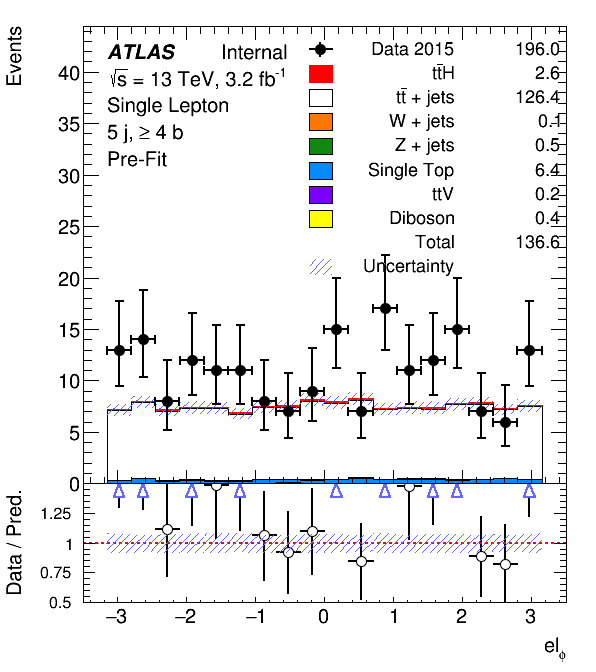 Events
ATLAS Internal
√s = 13 TeV, 3.2 fb⁻¹
Single Lepton
5 j, ≥ 4 b
Pre-Fit
Data 2015 196.0
tt̄H 2.6
tt̄ + jets 126.4
W + jets 0.1
Z + jets 0.5
Single Top 6.4
ttV 0.2
Diboson 0.4
Total 136.6
Uncertainty
40
35
30
25
20
15
10
5
0
Data / Pred.
1.25
1
0.75
0.5
−3 −2 −1 0 1 2 3
el_ϕ